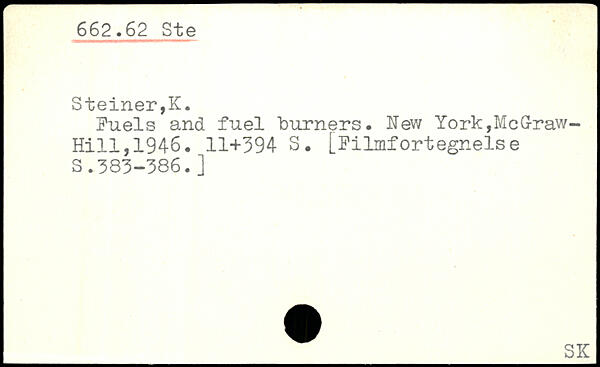 662.62 Ste
Steiner,K.
Fuels and fuel burners. New York,McGraw-
Hill,1946. 11+394 S. [Filmfortegnelse
S.383-386.]
SK